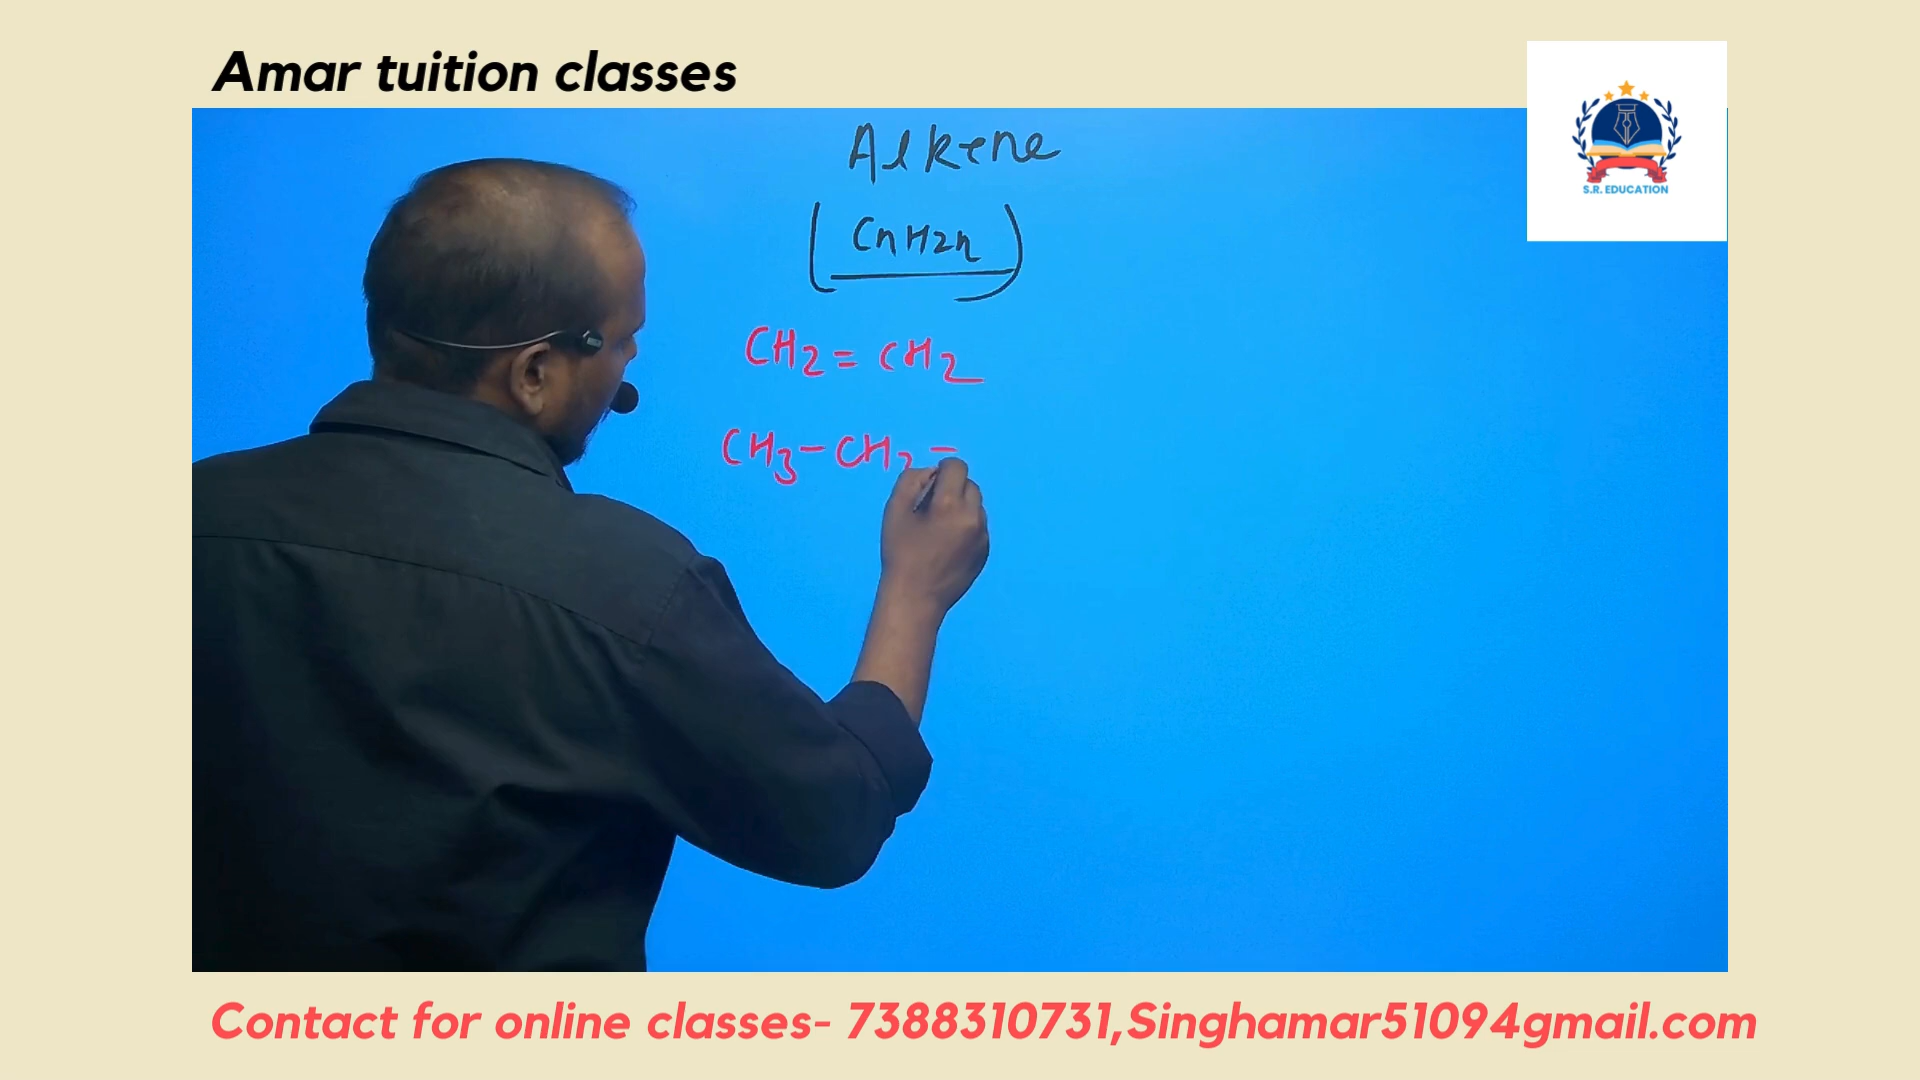 Amar tuition classes
S.R. EDUCATION
Alkene
(CnH2n)
CH2 = CH2
CH3-CH2 =
Contact for online classes- 7388310731,Singhamar51094gmail.com